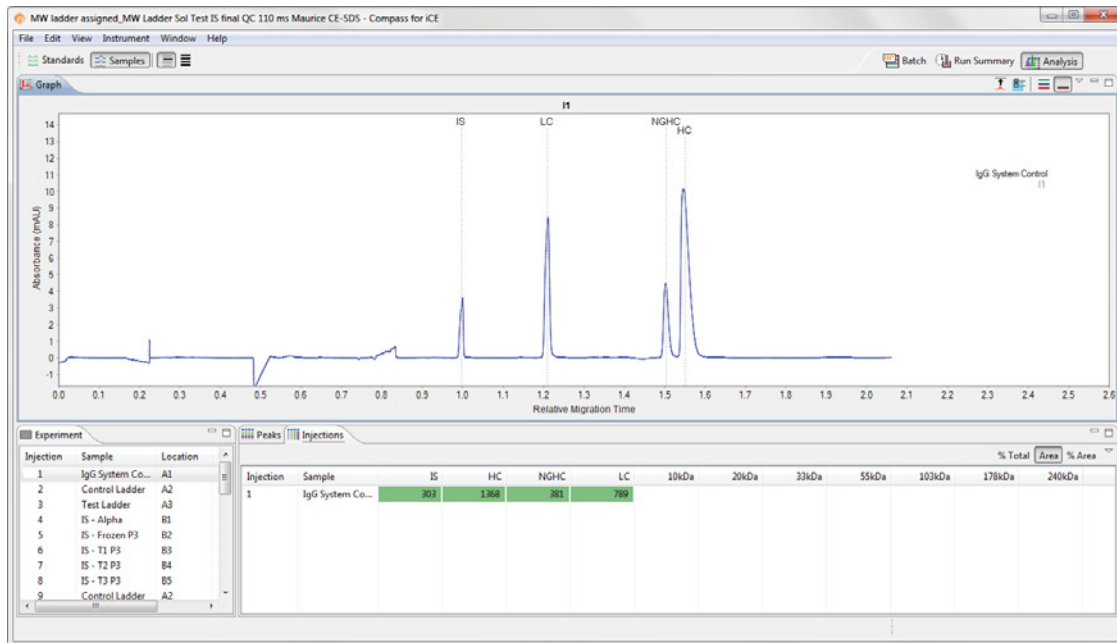 MW ladder assigned_MW Ladder Sol Test IS final QC 110 ms Maurice CE-SDS - Compass for iCE
File Edit View Instrument Window Help
Standards Samples Batch Run Summary Analysis
Graph
I1
IS LC NGHC HC
IgG System Control
I1
Absorbance (mAU)
14
13
12
11
10
9
8
7
6
5
4
3
2
1
0
-1
0.0 0.1 0.2 0.3 0.4 0.5 0.6 0.7 0.8 0.9 1.0 1.1 1.2 1.3 1.4 1.5 1.6 1.7 1.8 1.9 2.0 2.1 2.2 2.3 2.4 2.5 2.6
Relative Migration Time
Experiment
Injection Sample Location
1 IgG System Co... A1
2 Control Ladder A2
3 Test Ladder A3
4 IS - Alpha B1
5 IS - Frozen P3 B2
6 IS - T1 P3 B3
7 IS - T2 P3 B4
8 IS - T3 P3 B5
9 Control Ladder A2
Peaks Injections
% Total Area % Area
Injection Sample IS HC NGHC LC 10kDa 20kDa 33kDa 55kDa 103kDa 178kDa 240kDa
1 IgG System Co... 303 1368 381 789